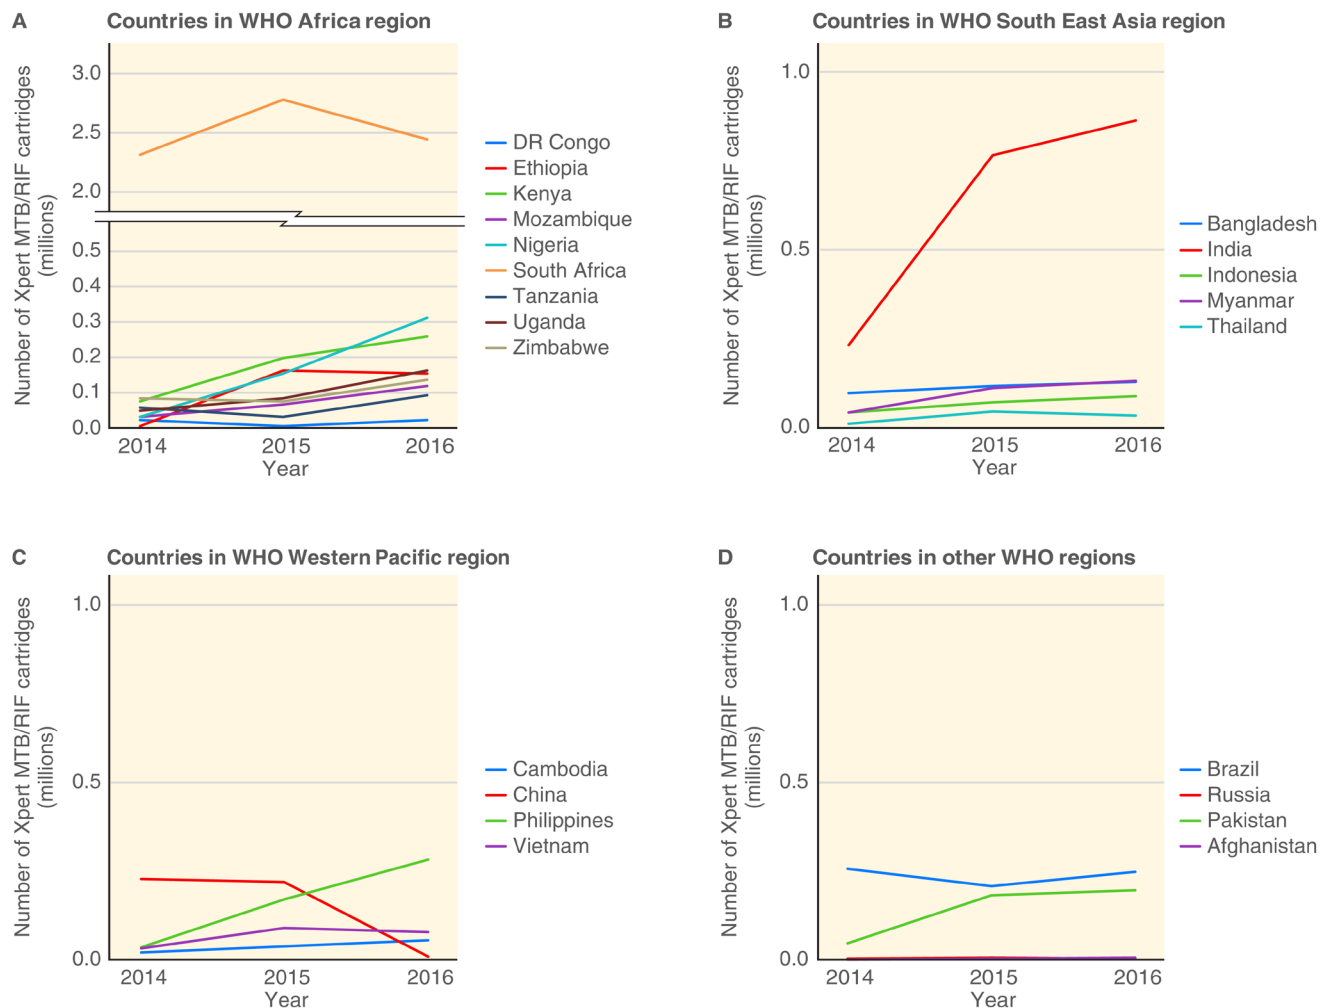 A Countries in WHO Africa region
Number of Xpert MTB/RIF cartridges
(millions)
3.0
2.5
2.0
0.5
0.4
0.3
0.2
0.1
0.0
2014 2015 2016
Year
DR Congo
Ethiopia
Kenya
Mozambique
Nigeria
South Africa
Tanzania
Uganda
Zimbabwe
B Countries in WHO South East Asia region
Number of Xpert MTB/RIF cartridges
(millions)
1.0
0.5
0.0
2014 2015 2016
Year
Bangladesh
India
Indonesia
Myanmar
Thailand
C Countries in WHO Western Pacific region
Number of Xpert MTB/RIF cartridges
(millions)
1.0
0.5
0.0
2014 2015 2016
Year
Cambodia
China
Philippines
Vietnam
D Countries in other WHO regions
Number of Xpert MTB/RIF cartridges
(millions)
1.0
0.5
0.0
2014 2015 2016
Year
Brazil
Russia
Pakistan
Afghanistan